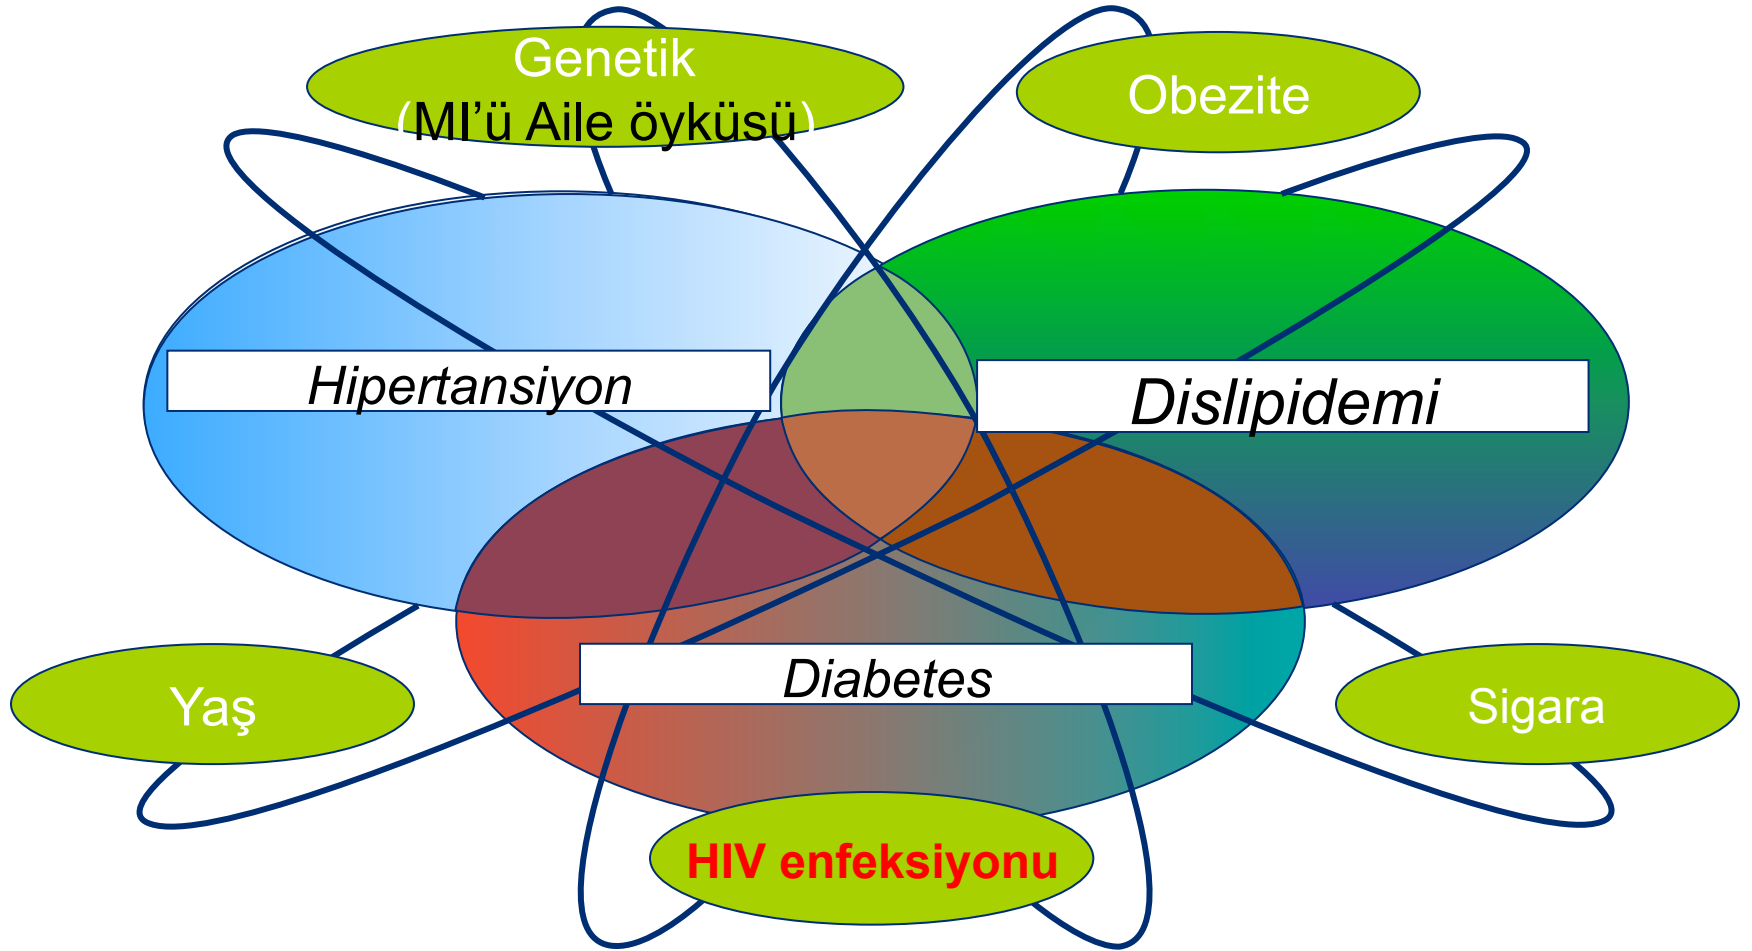 Genetik
(MI’ü Aile öyküsü)
Obezite
Hipertansiyon
Dislipidemi
Diabetes
Yaş
Sigara
HIV enfeksiyonu